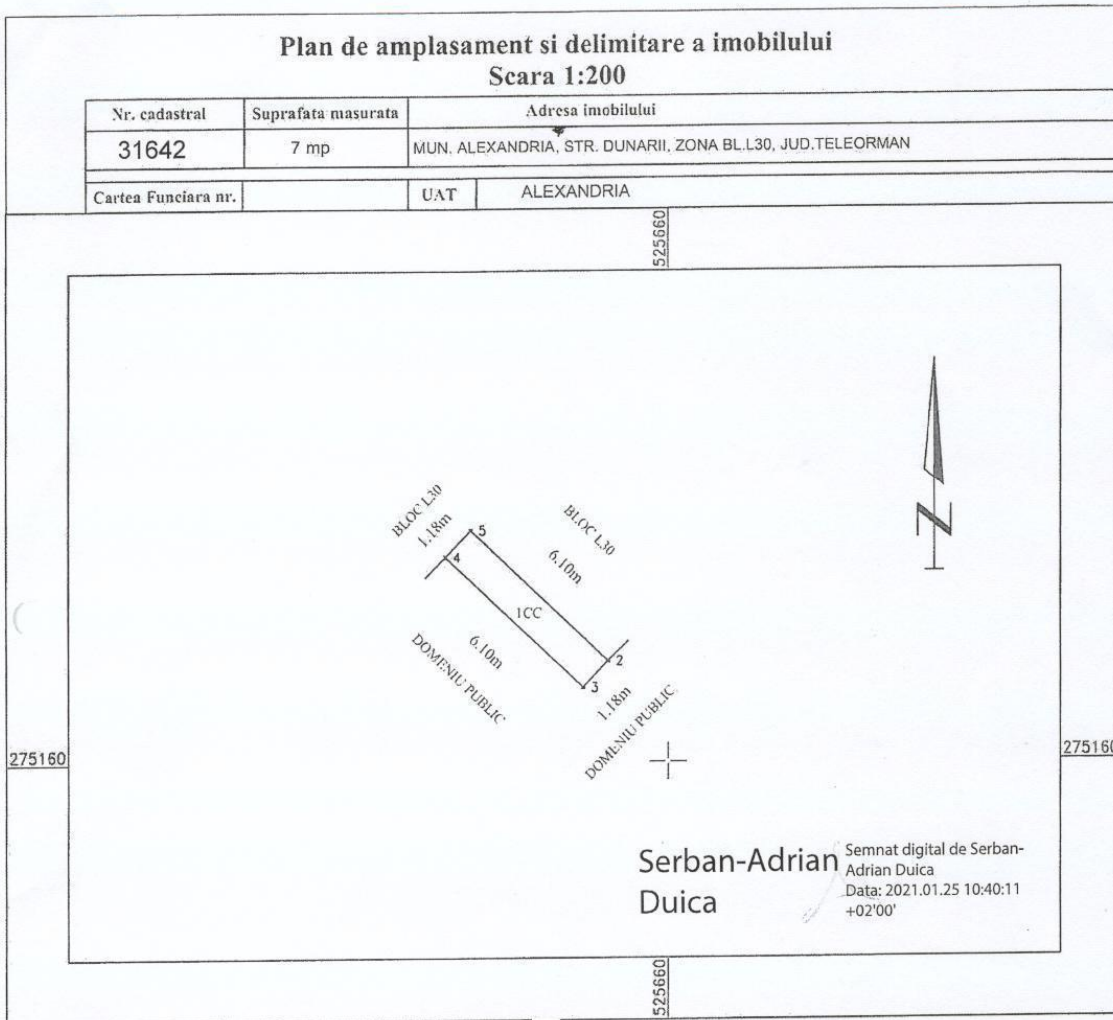 Plan de amplasament si delimitare a imobilului
Scara 1:200
Nr. cadastral Suprafata masurata Adresa imobilului
31642 7 mp MUN. ALEXANDRIA, STR. DUNARII, ZONA BL.L30, JUD.TELEORMAN
Cartea Funciara nr. UAT ALEXANDRIA
525660
BLOC L30
1.18m
5
BLOC L30
6.10m
4
1CC
6.10m
DOMENIU PUBLIC
2
3
1.18m
DOMENIU PUBLIC
N
275160
275160
Serban-Adrian
Duica
Semnat digital de Serban-
Adrian Duica
Data: 2021.01.25 10:40:11
+02'00'
525660